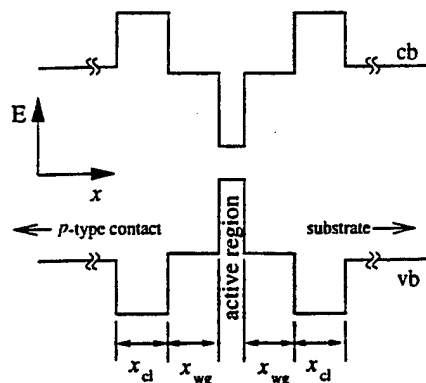 cb
E
x
p-type contact
active region
substrate
vb
x_cl
x_wg
x_wg
x_cl